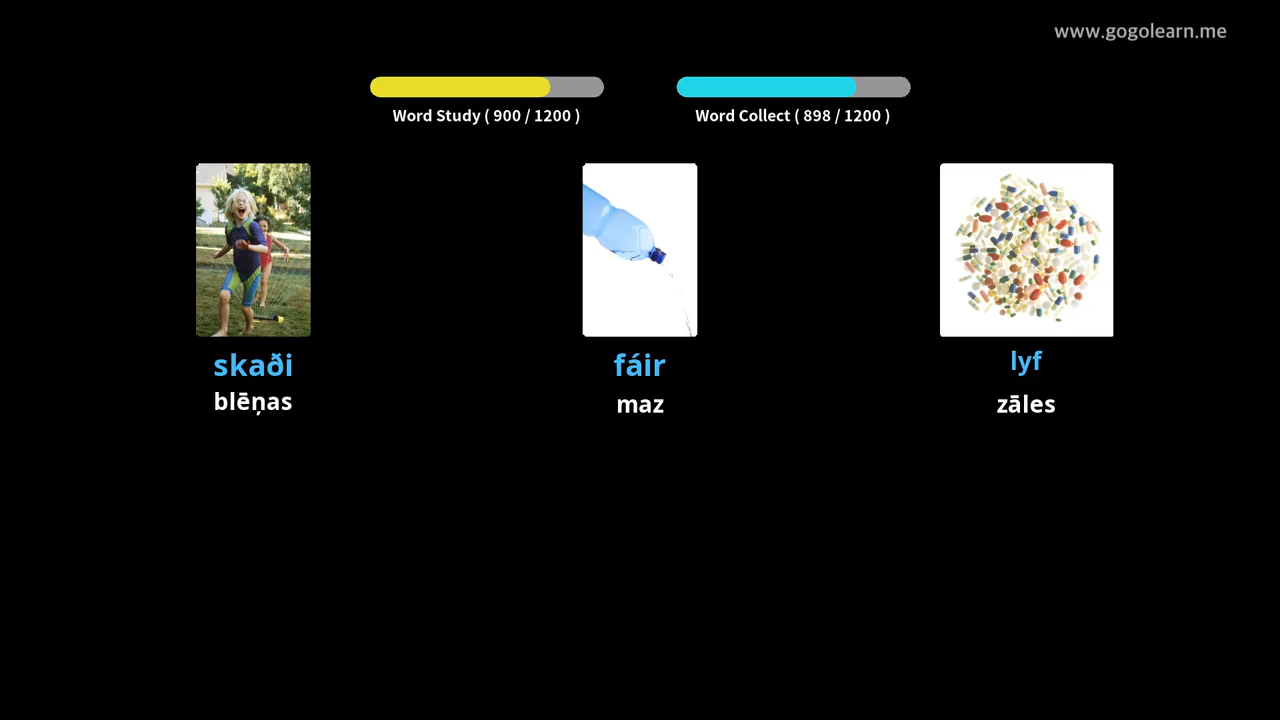 www.gogolearn.me
Word Study ( 900 / 1200 )
Word Collect ( 898 / 1200 )
skaði
fáir
lyf
blēņas
maz
zāles